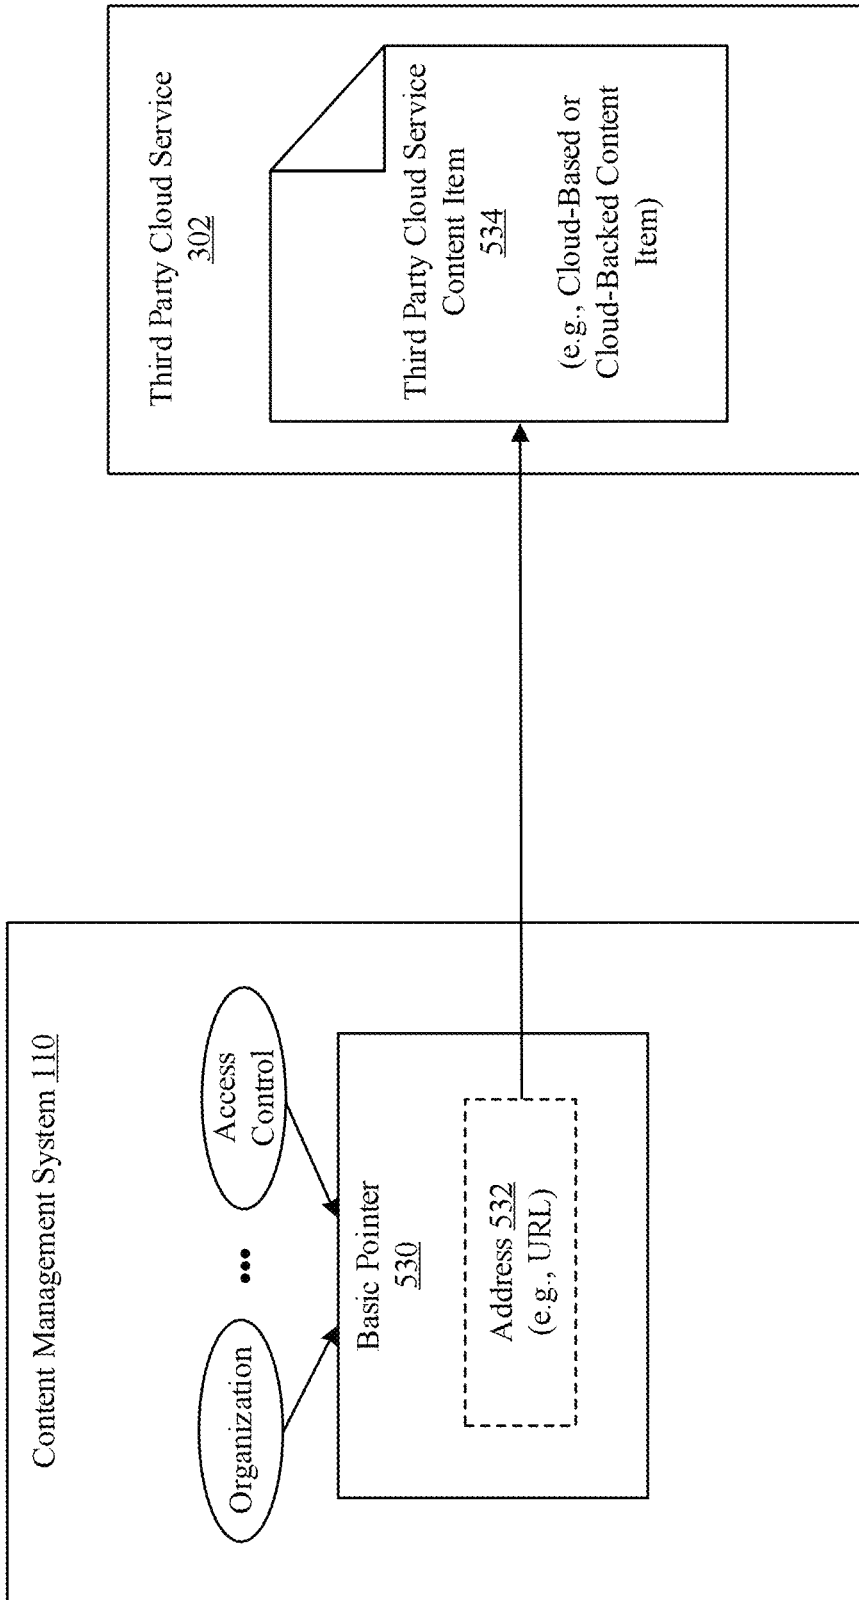 Content Management System 110
Organization
•••
Access
Control
Basic Pointer
530
Address 532
(e.g., URL)
Third Party Cloud Service
302
Third Party Cloud Service
Content Item
534
(e.g., Cloud-Based or
Cloud-Backed Content
Item)